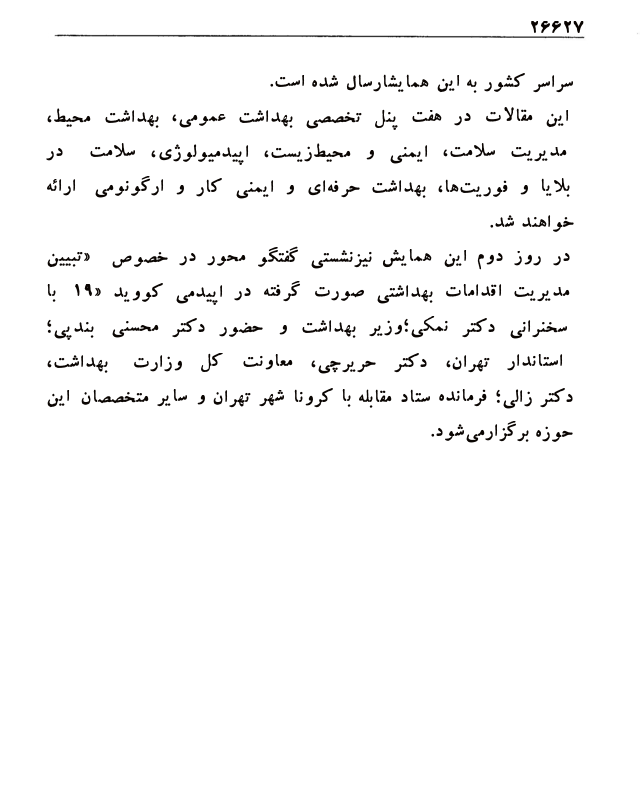 ۲۶۶۲۷
سراسر کشور به این همایشارسال شده است.
این مقالات در هفت پنل تخصصی بهداشت عمومی، بهداشت محیط،
مدیریت سلامت، ایمنی و محیط‌زیست، اپیدمیولوژی، سلامت در
بلایا و فوریت‌ها، بهداشت حرفه‌ای و ایمنی کار و ارگونومی ارائه
خواهند شد.
در روز دوم این همایش نیزنشستی گفتگو محور در خصوص «تبیین
مدیریت اقدامات بهداشتی صورت گرفته در اپیدمی کووید «۱۹ با
سخنرانی دکتر نمکی؛وزیر بهداشت و حضور دکتر محسنی بندپی؛
استاندار تهران، دکتر حریرچی، معاونت کل وزارت بهداشت،
دکتر زالی؛ فرمانده ستاد مقابله با کرونا شهر تهران و سایر متخصصان این
حوزه برگزارمی‌شود.